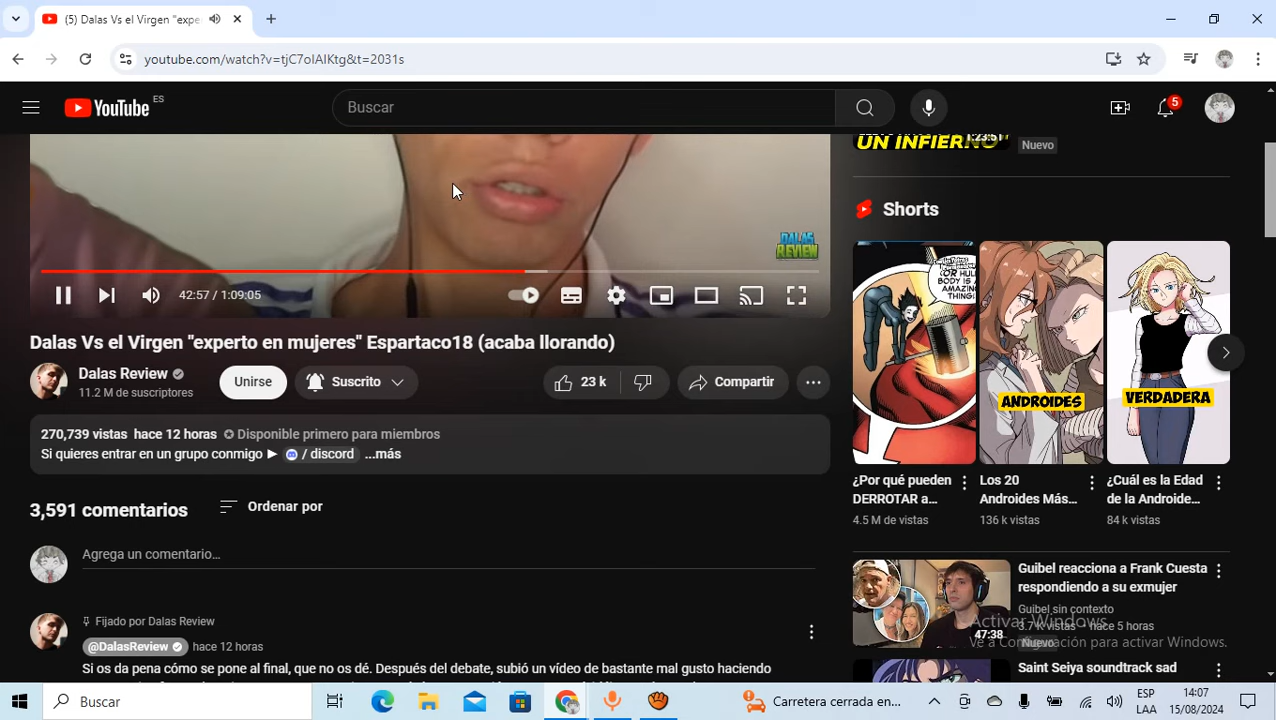 (5) Dalas Vs el Virgen "expe
youtube.com/watch?v=tjC7oIAIKtg&t=2031s
YouTube ES
Buscar
5
1:23:51
UN INFIERNO
Nuevo
Shorts
DALAS REVIEW
42:57 / 1:09:05
BODY IS AMAZING THING!
ANDROIDES
VERDADERA
Dalas Vs el Virgen "experto en mujeres" Espartaco18 (acaba llorando)
Dalas Review
11.2 M de suscriptores
Unirse
Suscrito
23 k
Compartir
270,739 vistas hace 12 horas Disponible primero para miembros
Si quieres entrar en un grupo conmigo ► / discord ...más
¿Por qué pueden DERROTAR a...
4.5 M de vistas
Los 20 Androides Más...
136 k vistas
¿Cuál es la Edad de la Androide...
84 k vistas
3,591 comentarios
Ordenar por
Agrega un comentario…
Guibel reacciona a Frank Cuesta respondiendo a su exmujer
Guibel sin contexto
3.7 k vistas • hace 5 horas
Nuevo
47:38
Activar Windows
Ve a Configuración para activar Windows.
Fijado por Dalas Review
@DalasReview hace 12 horas
Si os da pena cómo se pone al final, que no os dé. Después del debate, subió un vídeo de bastante mal gusto haciendo
Saint Seiya soundtrack sad
Buscar
Carretera cerrada en...
ESP
LAA
14:07
15/08/2024